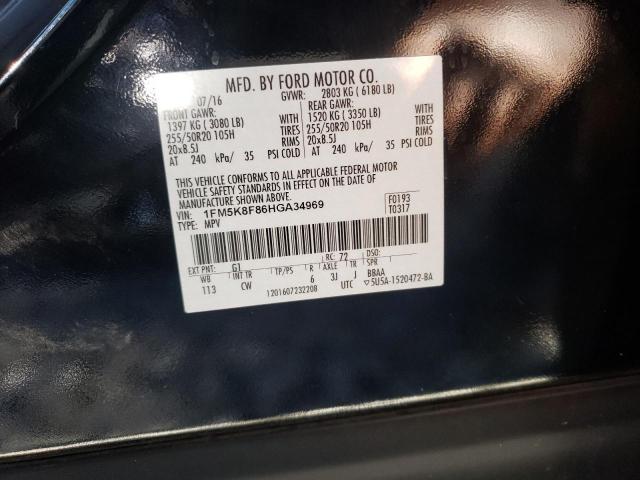 MFD. BY FORD MOTOR CO.
07/16 GVWR: 2803 KG ( 6180 LB)
FRONT GAWR: REAR GAWR:
1397 KG ( 3080 LB) WITH 1520 KG ( 3350 LB) WITH
255/50R20 105H TIRES 255/50R20 105H TIRES
20x8.5J RIMS 20x8.5J RIMS
AT 240 kPa/ 35 PSI COLD AT 240 kPa/ 35 PSI COLD
THIS VEHICLE CONFORMS TO ALL APPLICABLE FEDERAL MOTOR
VEHICLE SAFETY STANDARDS IN EFFECT ON THE DATE OF
MANUFACTURE SHOWN ABOVE.
VIN: 1FM5K8F86HGA34969 F0193
TYPE: MPV T0317
EXT PNT: G1 RC: 72 DSO:
WB INT TR TP/PS R AXLE TR SPR
113 CW 6 3J J BBAA
1201607232208 UTC ▽5U5A-1520472-BA